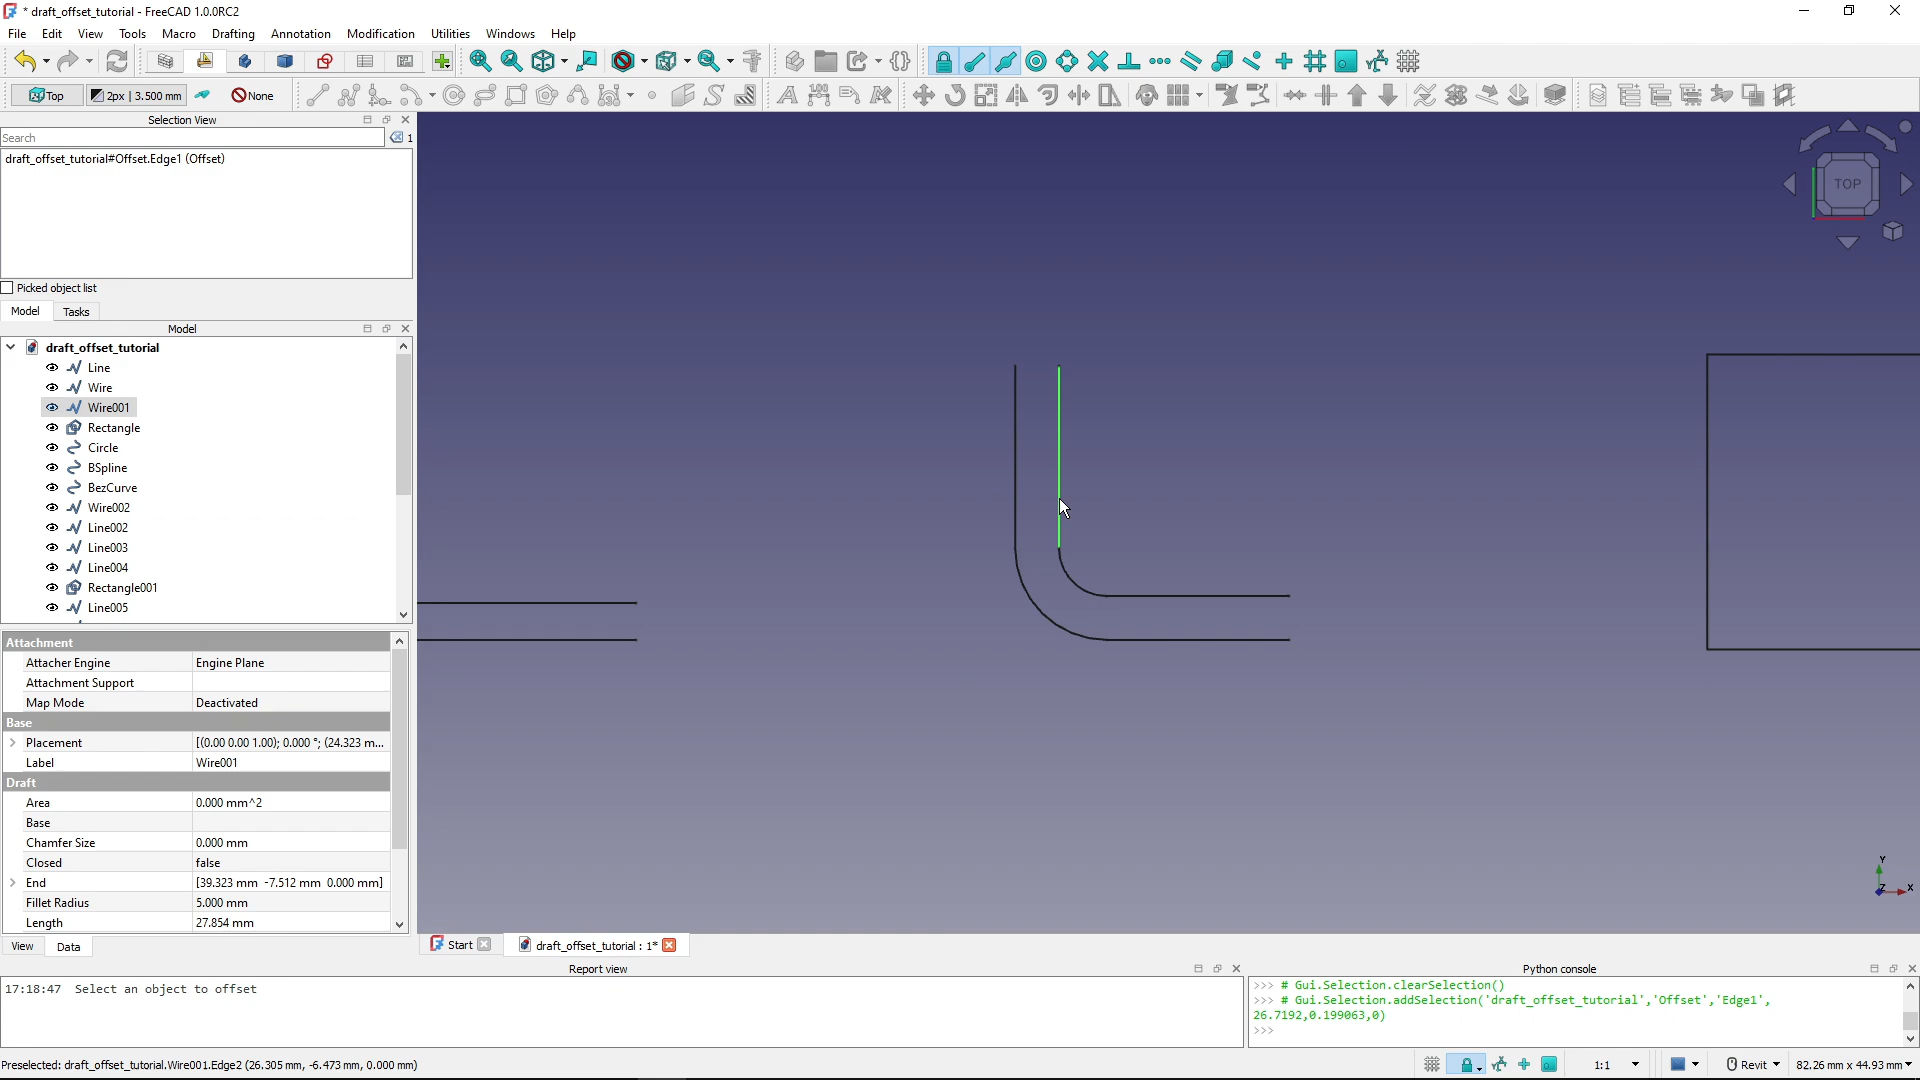 * draft_offset_tutorial - FreeCAD 1.0.0RC2
File Edit View Tools Macro Drafting Annotation Modification Utilities Windows Help
Top 2px | 3.500 mm None
Selection View
Search 1
draft_offset_tutorial#Offset.Edge1 (Offset)
Picked object list
Model Tasks
Model
draft_offset_tutorial
Line
Wire
Wire001
Rectangle
Circle
BSpline
BezCurve
Wire002
Line002
Line003
Line004
Rectangle001
Line005
Attachment
Attacher Engine Engine Plane
Attachment Support
Map Mode Deactivated
Base
Placement [(0.00 0.00 1.00); 0.000 °; (24.323 m...
Label Wire001
Draft
Area 0.000 mm^2
Base
Chamfer Size 0.000 mm
Closed false
End [39.323 mm -7.512 mm 0.000 mm]
Fillet Radius 5.000 mm
Length 27.854 mm
View Data
TOP
Y
Z X
Start draft_offset_tutorial : 1*
Report view
17:18:47 Select an object to offset
Python console
>>> # Gui.Selection.clearSelection()
>>> # Gui.Selection.addSelection('draft_offset_tutorial','Offset','Edge1',
26.7192,0.199063,0)
>>>
Preselected: draft_offset_tutorial.Wire001.Edge2 (26.305 mm, -6.473 mm, 0.000 mm)
1:1 Revit 82.26 mm x 44.93 mm